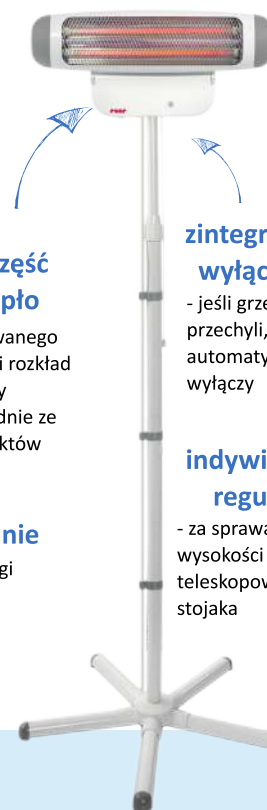 reer
zęść
pło
wanego
i rozkład
y
dnie ze
któw
nie
gi
zintegr
wyłąc
- jeśli grze
przechyli,
automaty
wyłączy
indywi
regu
- za sprawą
wysokości
teleskopow
stojaka